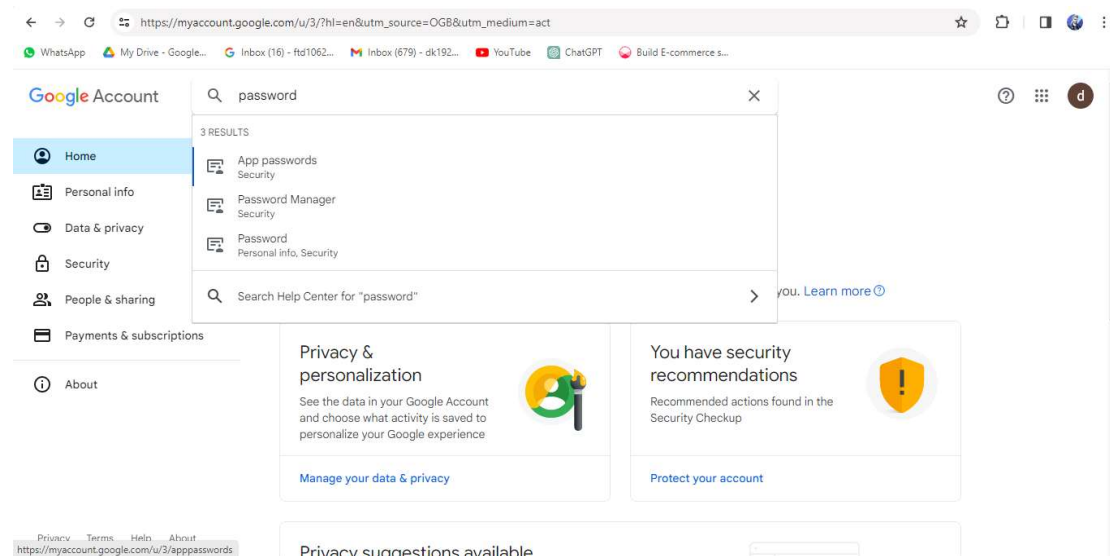 https://myaccount.google.com/u/3/?hl=en&utm_source=OGB&utm_medium=act
WhatsApp My Drive - Google... Inbox (16) - ftd1062... Inbox (679) - dk192... YouTube ChatGPT Build E-commerce s...
Google Account
password
d
3 RESULTS
App passwords
Security
Password Manager
Security
Password
Personal info, Security
Search Help Center for "password"
Home
Personal info
Data & privacy
Security
People & sharing
Payments & subscriptions
About
you. Learn more
Privacy &
personalization
See the data in your Google Account
and choose what activity is saved to
personalize your Google experience
Manage your data & privacy
You have security
recommendations
Recommended actions found in the
Security Checkup
Protect your account
Privacy suggestions available
Privacy Terms Help About
https://myaccount.google.com/u/3/apppasswords